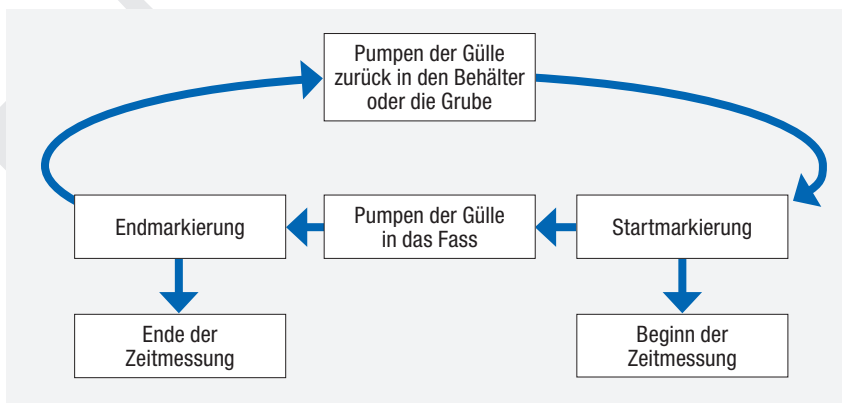 Pumpen der Gülle
zurück in den Behälter
oder die Grube
Endmarkierung
Pumpen der Gülle
in das Fass
Startmarkierung
Ende der
Zeitmessung
Beginn der
Zeitmessung